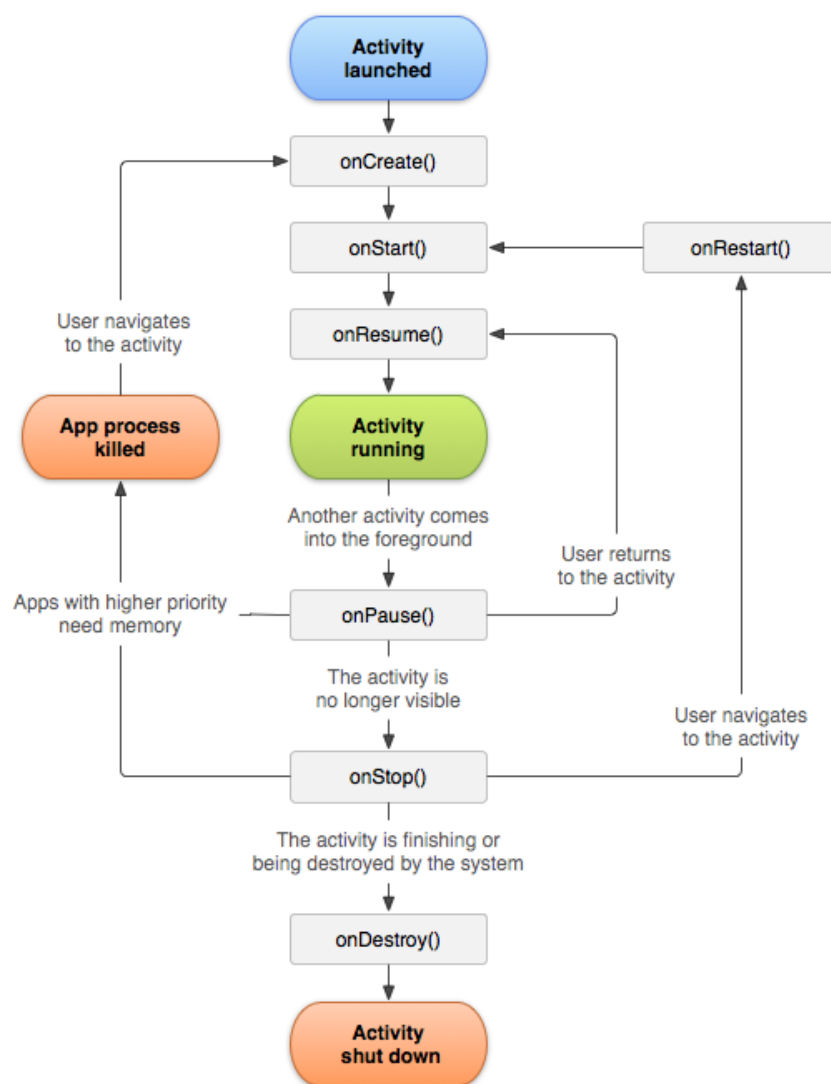 Activity
launched
onCreate()
onStart()
onRestart()
onResume()
User navigates
to the activity
App process
killed
Activity
running
Another activity comes
into the foreground
User returns
to the activity
Apps with higher priority
need memory
onPause()
The activity is
no longer visible
User navigates
to the activity
onStop()
The activity is finishing or
being destroyed by the system
onDestroy()
Activity
shut down